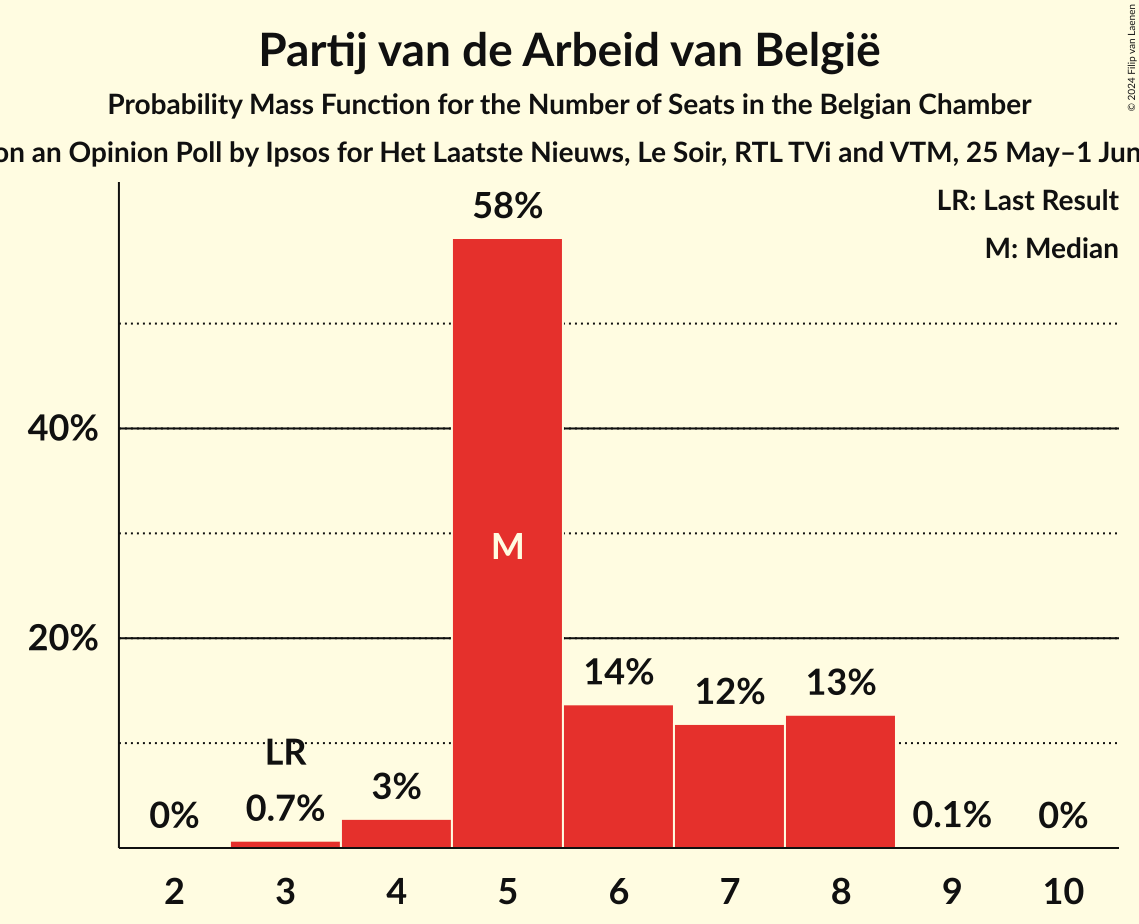 Partij van de Arbeid van België
Probability Mass Function for the Number of Seats in the Belgian Chamber
on an Opinion Poll by Ipsos for Het Laatste Nieuws, Le Soir, RTL TVi and VTM, 25 May–1 Jun
© 2024 Filip van Laenen
LR: Last Result
M: Median
58%
40%
M
20%
14%
12%
13%
LR
0%
0.7%
3%
0.1%
0%
2 3 4 5 6 7 8 9 10